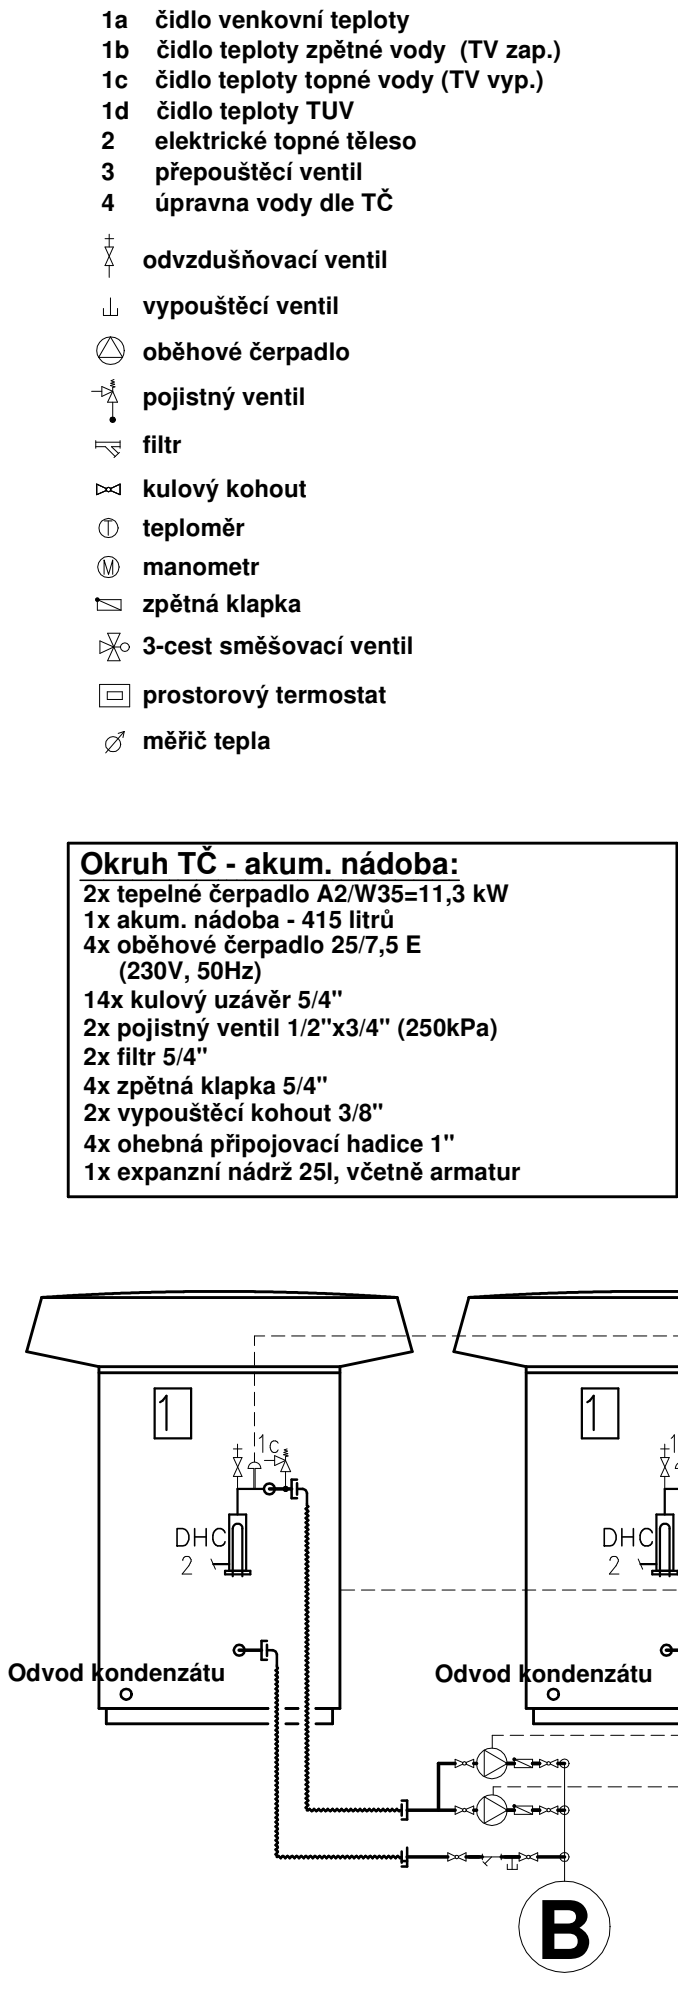 1a čidlo venkovní teploty
1b čidlo teploty zpětné vody (TV zap.)
1c čidlo teploty topné vody (TV vyp.)
1d čidlo teploty TUV
2 elektrické topné těleso
3 přepouštěcí ventil
4 úpravna vody dle TČ
odvzdušňovací ventil
vypouštěcí ventil
oběhové čerpadlo
pojistný ventil
filtr
kulový kohout
T teploměr
M manometr
zpětná klapka
3-cest směšovací ventil
prostorový termostat
měřič tepla
Okruh TČ - akum. nádoba:
2x tepelné čerpadlo A2/W35=11,3 kW
1x akum. nádoba - 415 litrů
4x oběhové čerpadlo 25/7,5 E
(230V, 50Hz)
14x kulový uzávěr 5/4"
2x pojistný ventil 1/2"x3/4" (250kPa)
2x filtr 5/4"
4x zpětná klapka 5/4"
2x vypouštěcí kohout 3/8"
4x ohebná připojovací hadice 1"
1x expanzní nádrž 25l, včetně armatur
1 1
1c 1
DHC DHC
2 2
Odvod kondenzátu Odvod kondenzátu
B